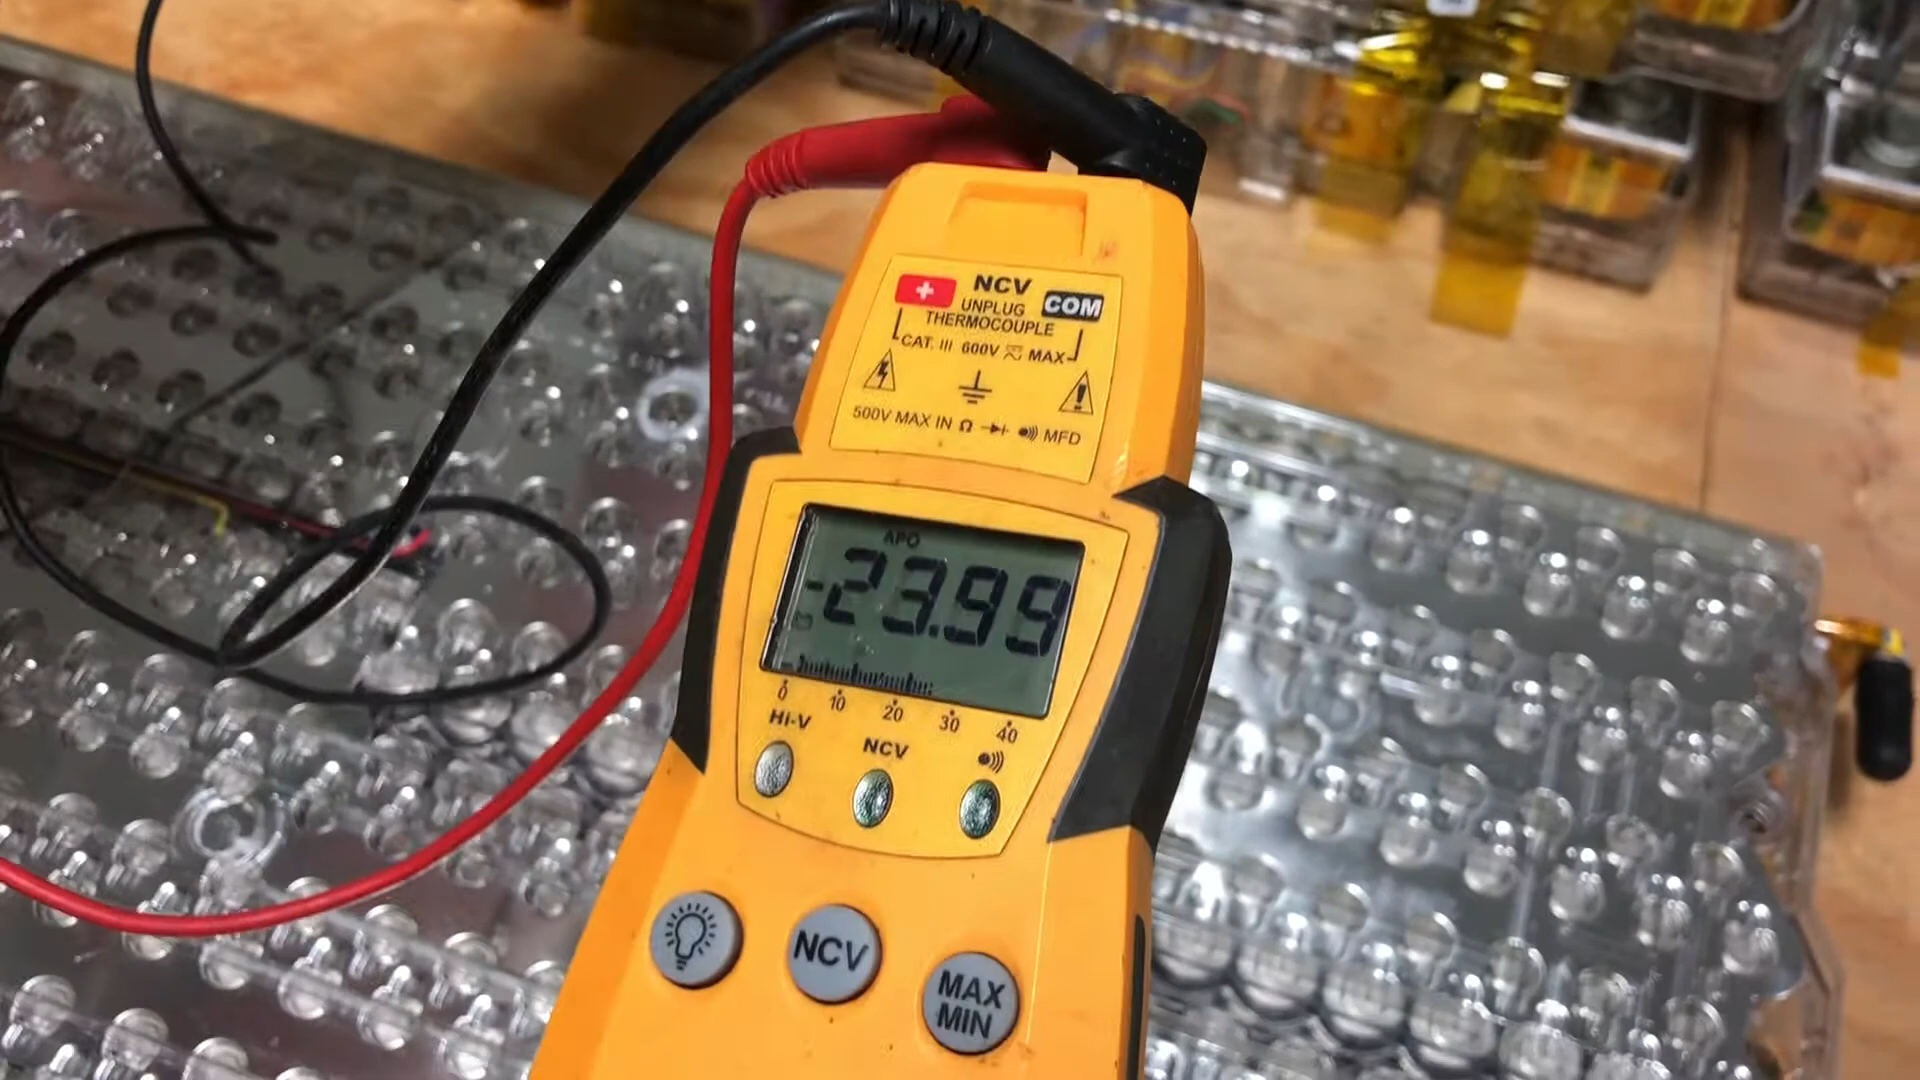 + NCV COM
UNPLUG
THERMOCOUPLE
CAT. III 600V MAX
500V MAX IN Ω MFD
APO
-23.99
0 10 20 30 40
Hi-V NCV
NCV
MAX
MIN